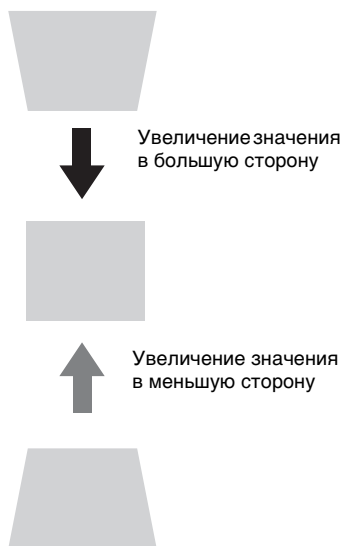 Увеличение значения
в большую сторону
Увеличение значения
в меньшую сторону